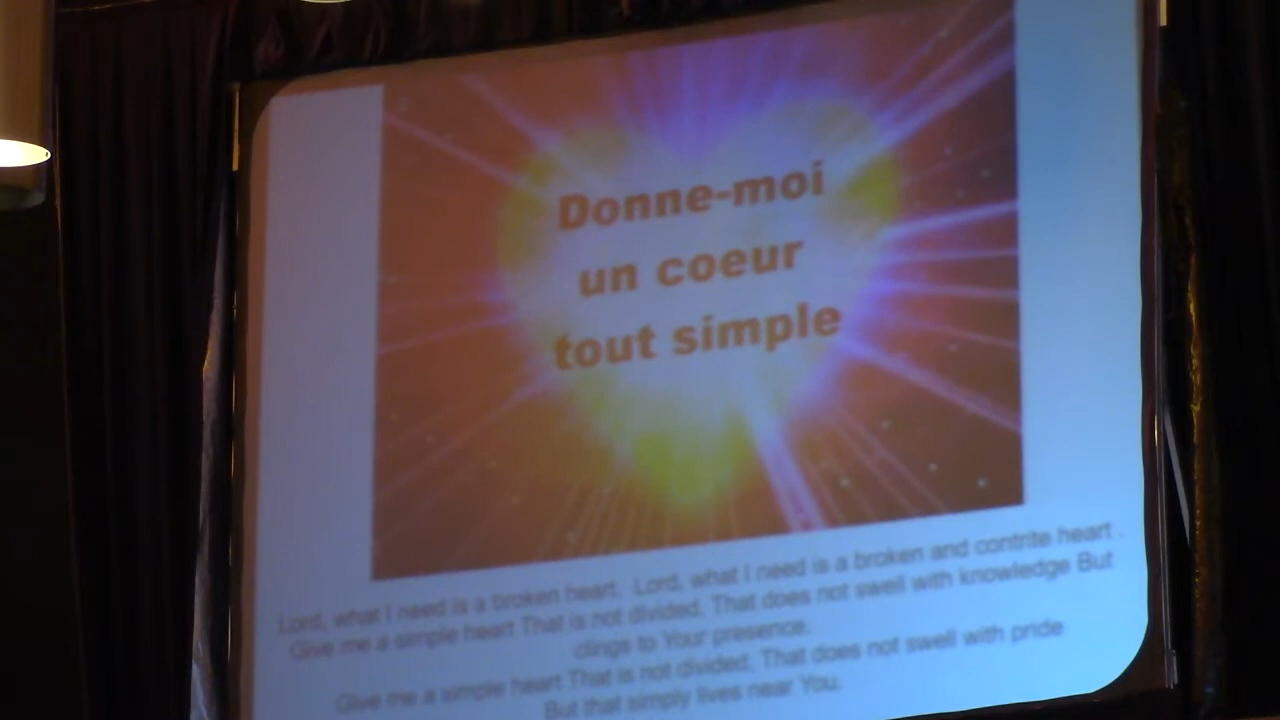 Donne-moi
un coeur
tout simple
Lord, what I need is a broken heart. Lord, what I need is a broken and contrite heart .
Give me a simple heart That is not divided, That does not swell with knowledge But
clings to Your presence.
Give me a simple heart That is not divided, That does not swell with pride
But that simply lives near You.